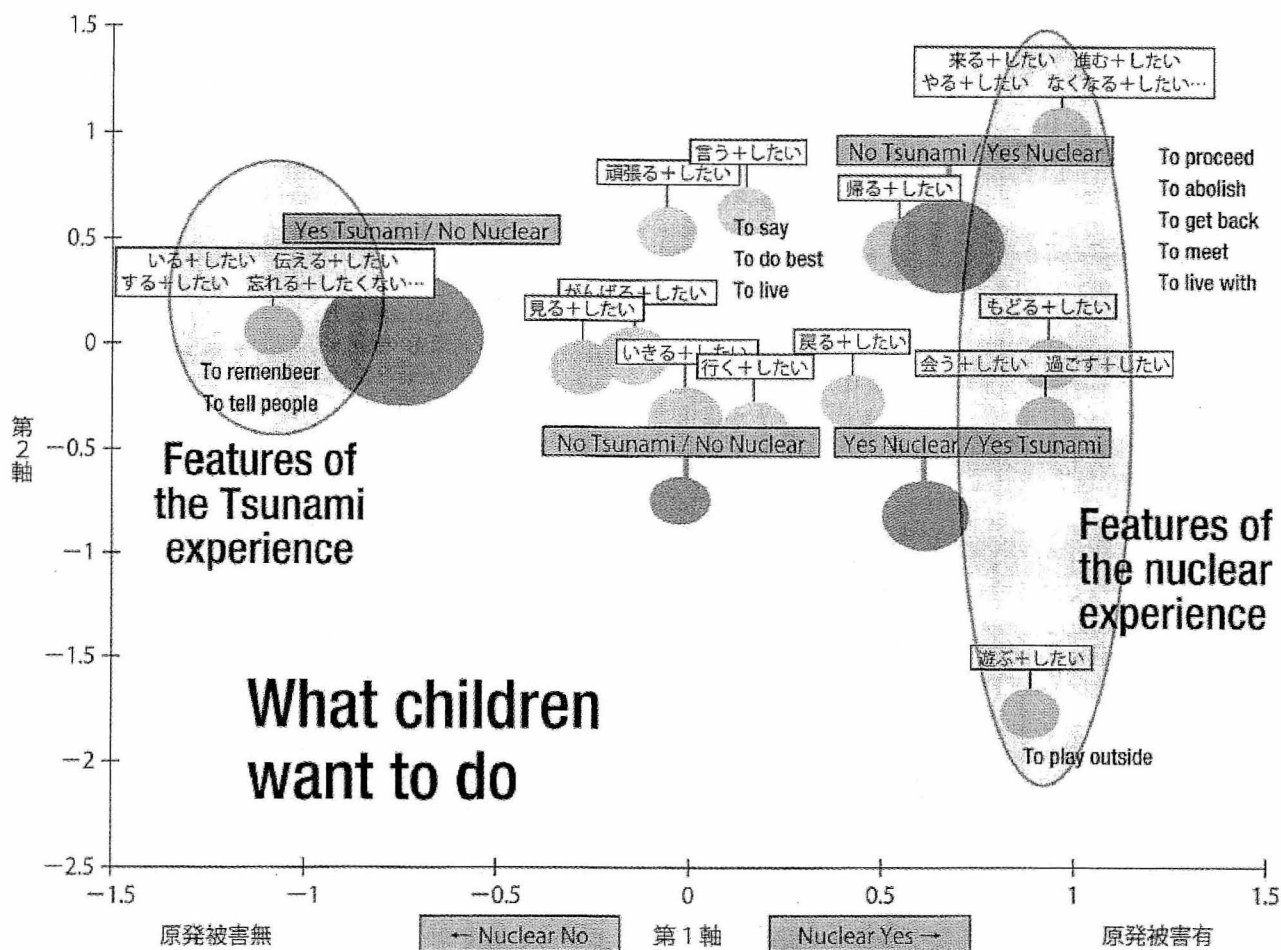 1.5
1
0.5
0
−0.5
−1
−1.5
−2
−2.5
第2軸
来る+したい 進む+したい
やる+したい なくなる+したい…
言う+したい
No Tsunami / Yes Nuclear
頑張る+したい
帰る+したい
To proceed
To abolish
To get back
To meet
To live with
Yes Tsunami / No Nuclear
To say
To do best
To live
いる+したい 伝える+したい
する+したい 忘れる+したくない…
がんばる+したい
見る+したい
もどる+したい
いきる+したい
行く+したい
戻る+したい
会う+したい 過ごす+したい
To remenbeer
To tell people
No Tsunami / No Nuclear
Yes Nuclear / Yes Tsunami
Features of
the Tsunami
experience
Features of
the nuclear
experience
遊ぶ+したい
To play outside
What children
want to do
−1.5 −1 −0.5 0 0.5 1 1.5
原発被害無 ← Nuclear No 第1軸 Nuclear Yes → 原発被害有